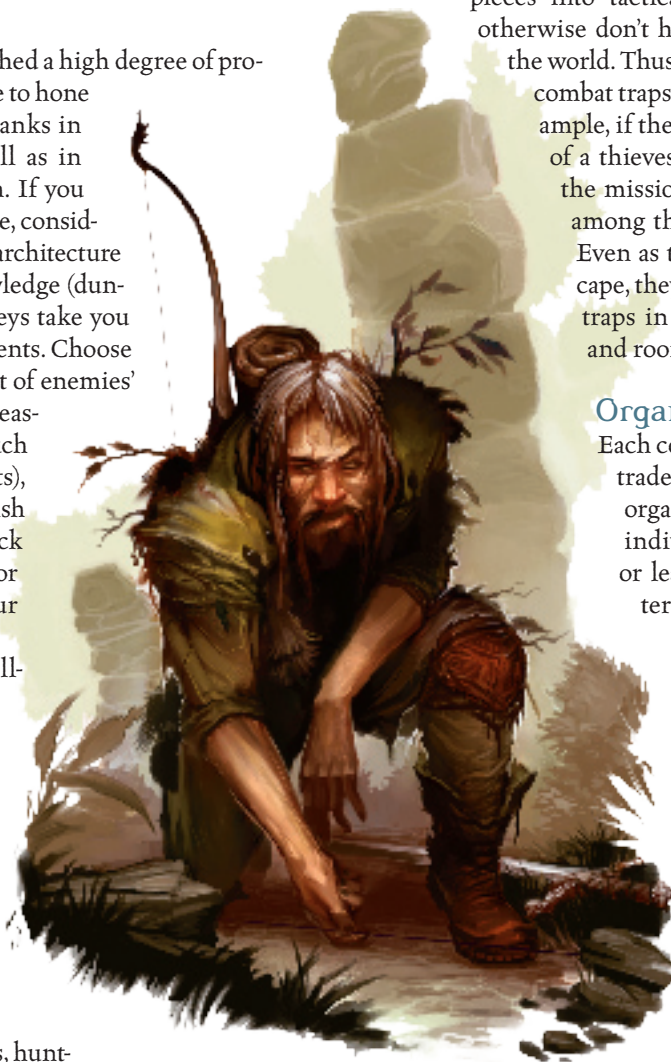 hed a high degree of pro-
e to hone
anks in
ll as in
. If you
e, consid-
architecture
ledge (dun-
eys take you
ents. Choose
t of enemies’
eas-
ch
ts),
sh
ck
or
ur
ll-
s, hunt-
pieces into tactica
otherwise don’t h
the world. Thus
combat traps
ample, if the
of a thieves
the missio
among th
Even as t
cape, they
traps in
and roo
Orga
Each c
trade
orga
indi
or le
ter